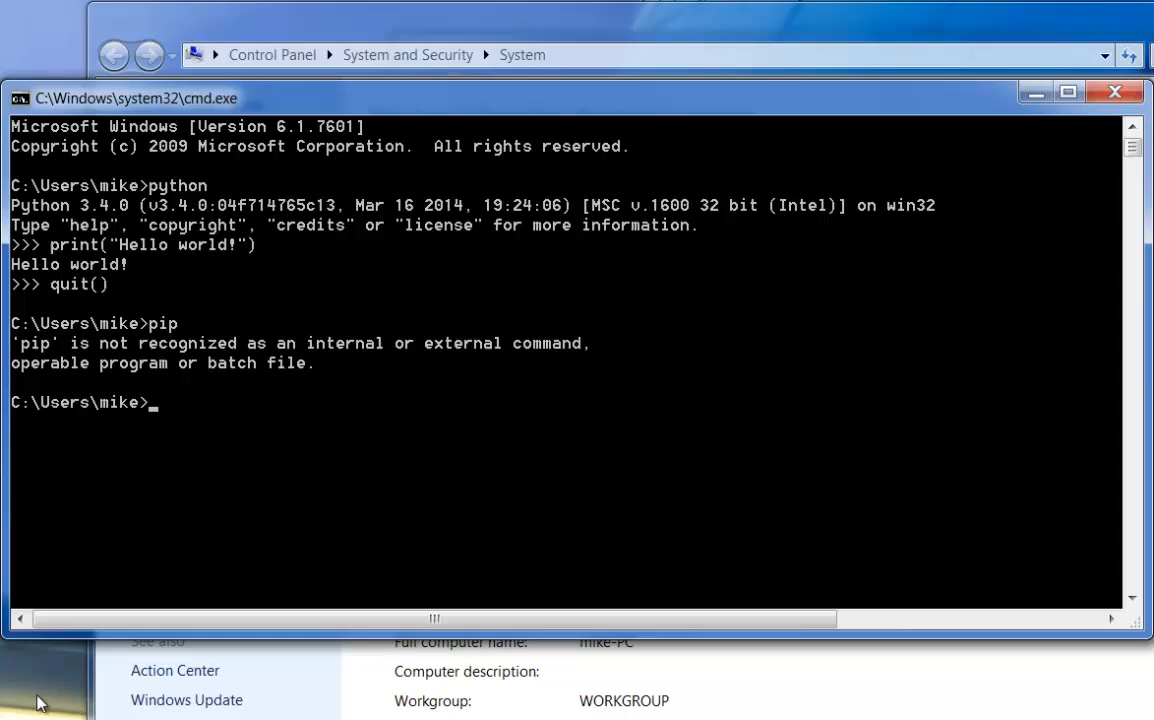 Control Panel System and Security System
C:\Windows\system32\cmd.exe
Microsoft Windows [Version 6.1.7601]
Copyright (c) 2009 Microsoft Corporation.  All rights reserved.
C:\Users\mike>python
Python 3.4.0 (v3.4.0:04f714765c13, Mar 16 2014, 19:24:06) [MSC v.1600 32 bit (Intel)] on win32
Type "help", "copyright", "credits" or "license" for more information.
>>> print("Hello world!")
Hello world!
>>> quit()
C:\Users\mike>pip
'pip' is not recognized as an internal or external command,
operable program or batch file.
C:\Users\mike>_
See also
Full computer name: mike-PC
Action Center
Computer description:
Windows Update
Workgroup: WORKGROUP